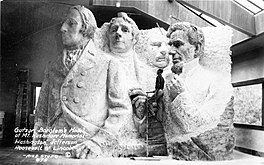 Gutzon Borglum's Model
of Mt. Rushmore Memorial
Washington, Jefferson
Roosevelt & Lincoln